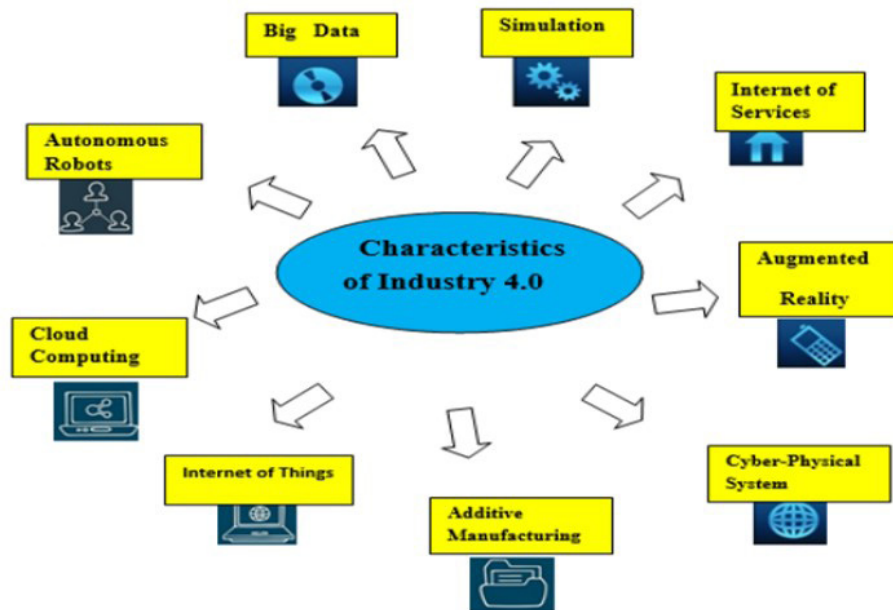 Big Data
Simulation
Internet of
Services
Autonomous
Robots
Characteristics
of Industry 4.0
Augmented
Reality
Cloud
Computing
Internet of Things
Cyber-Physical
System
Additive
Manufacturing